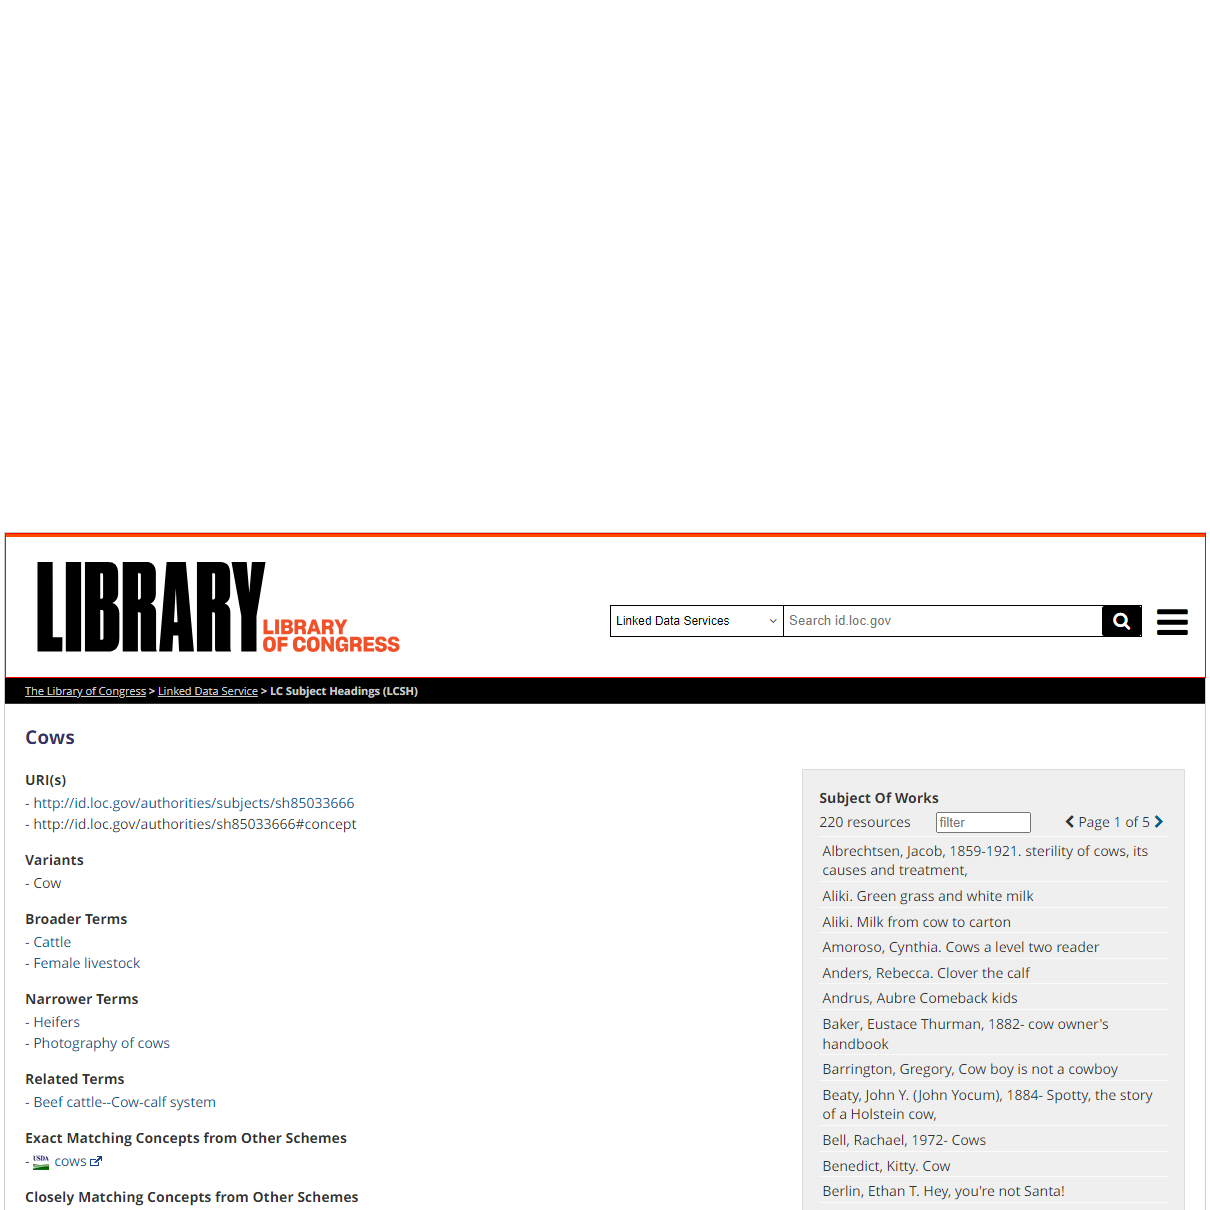 LIBRARY
LIBRARY
OF CONGRESS
Linked Data Services
Search id.loc.gov
The Library of Congress > Linked Data Service > LC Subject Headings (LCSH)
Cows
URI(s)
- http://id.loc.gov/authorities/subjects/sh85033666
- http://id.loc.gov/authorities/sh85033666#concept
Variants
- Cow
Broader Terms
- Cattle
- Female livestock
Narrower Terms
- Heifers
- Photography of cows
Related Terms
- Beef cattle--Cow-calf system
Exact Matching Concepts from Other Schemes
- USDA cows
Closely Matching Concepts from Other Schemes
Subject Of Works
220 resources filter Page 1 of 5
Albrechtsen, Jacob, 1859-1921. sterility of cows, its
causes and treatment,
Aliki. Green grass and white milk
Aliki. Milk from cow to carton
Amoroso, Cynthia. Cows a level two reader
Anders, Rebecca. Clover the calf
Andrus, Aubre Comeback kids
Baker, Eustace Thurman, 1882- cow owner's
handbook
Barrington, Gregory, Cow boy is not a cowboy
Beaty, John Y. (John Yocum), 1884- Spotty, the story
of a Holstein cow,
Bell, Rachael, 1972- Cows
Benedict, Kitty. Cow
Berlin, Ethan T. Hey, you're not Santa!